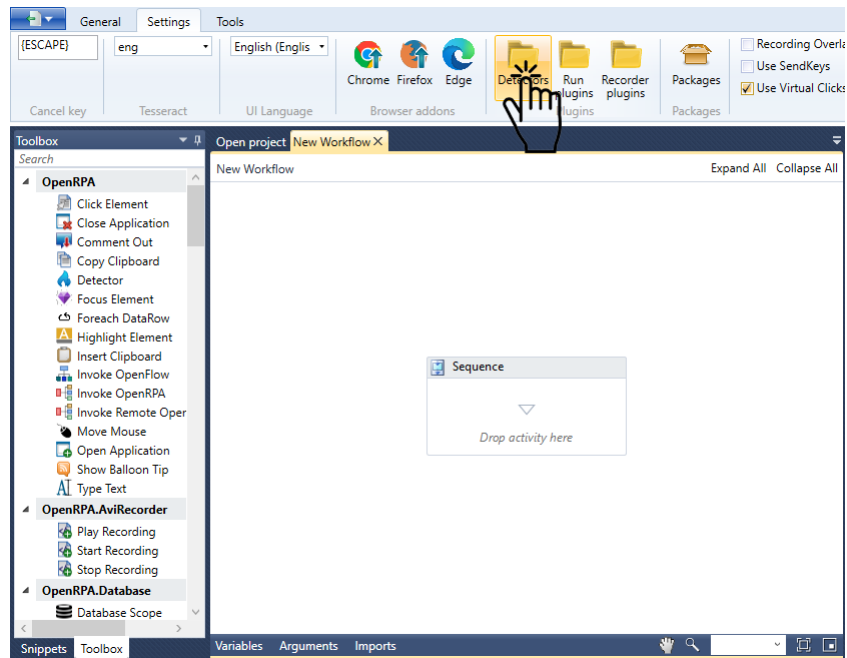 General Settings Tools
{ESCAPE}
eng
English (Englis
Chrome Firefox Edge
Detectors
Run plugins
Recorder plugins
Packages
Recording Overla
Use SendKeys
Use Virtual Clicks
Cancel key Tesseract UI Language Browser addons Plugins Packages
Toolbox
Search
OpenRPA
Click Element
Close Application
Comment Out
Copy Clipboard
Detector
Focus Element
Foreach DataRow
Highlight Element
Insert Clipboard
Invoke OpenFlow
Invoke OpenRPA
Invoke Remote Oper
Move Mouse
Open Application
Show Balloon Tip
Type Text
OpenRPA.AviRecorder
Play Recording
Start Recording
Stop Recording
OpenRPA.Database
Database Scope
Snippets Toolbox
Open project New Workflow
New Workflow Expand All Collapse All
Sequence
Drop activity here
Variables Arguments Imports